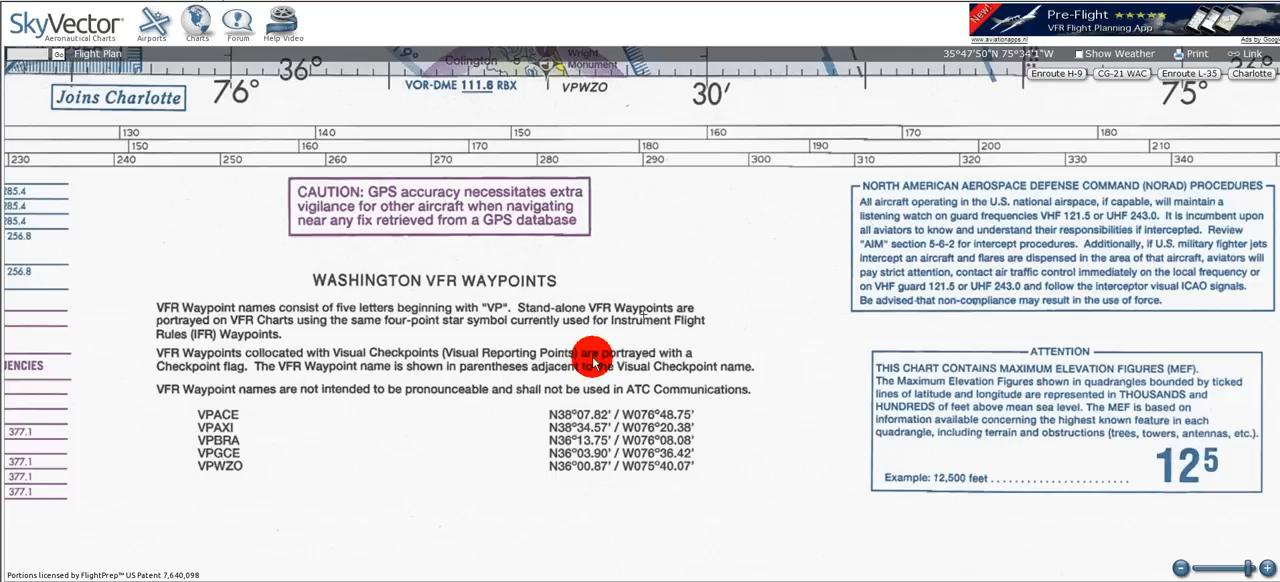 SkyVector
Aeronautical Charts
Airports
Charts
Forum
Help Video
New!
Pre-Flight
VFR Flight Planning App
www.aviationapps.nl
Ads by Goog
Go
Flight Plan
35°47'50"N 75°34'1"W
Show Weather
Print
Link
Enroute H-9
CG-21 WAC
Enroute L-35
Charlotte
Colington
Wright
Monument
36°
Joins Charlotte
76°
VOR-DME 111.6 RBX
VPWZO
30'
75°
130 140 150 160 170 180
150 160 170 180 190 200 210
230 240 250 260 270 280 290 300 310 320 330 340
285.4
285.4
285.4
256.8
256.8
ENCIES
377.1
377.1
377.1
377.1
CAUTION: GPS accuracy necessitates extra
vigilance for other aircraft when navigating
near any fix retrieved from a GPS database
WASHINGTON VFR WAYPOINTS
VFR Waypoint names consist of five letters beginning with "VP". Stand-alone VFR Waypoints are
portrayed on VFR Charts using the same four-point star symbol currently used for Instrument Flight
Rules (IFR) Waypoints.
VFR Waypoints collocated with Visual Checkpoints (Visual Reporting Points) are portrayed with a
Checkpoint flag. The VFR Waypoint name is shown in parentheses adjacent to the Visual Checkpoint name.
VFR Waypoint names are not intended to be pronounceable and shall not be used in ATC Communications.
VPACE N38°07.82' / W076°48.75'
VPAXI N38°34.57' / W076°20.38'
VPBRA N36°13.75' / W076°08.08'
VPGCE N36°03.90' / W076°36.42'
VPWZO N36°00.87' / W075°40.07'
NORTH AMERICAN AEROSPACE DEFENSE COMMAND (NORAD) PROCEDURES
All aircraft operating in the U.S. national airspace, if capable, will maintain a
listening watch on guard frequencies VHF 121.5 or UHF 243.0. It is incumbent upon
all aviators to know and understand their responsibilities if intercepted. Review
"AIM" section 5-6-2 for intercept procedures. Additionally, if U.S. military fighter jets
intercept an aircraft and flares are dispensed in the area of that aircraft, aviators will
pay strict attention, contact air traffic control immediately on the local frequency or
on VHF guard 121.5 or UHF 243.0 and follow the interceptor visual ICAO signals.
Be advised that non-compliance may result in the use of force.
ATTENTION
THIS CHART CONTAINS MAXIMUM ELEVATION FIGURES (MEF).
The Maximum Elevation Figures shown in quadrangles bounded by ticked
lines of latitude and longitude are represented in THOUSANDS and
HUNDREDS of feet above mean sea level. The MEF is based on
information available concerning the highest known feature in each
quadrangle, including terrain and obstructions (trees, towers, antennas, etc.).
Example: 12,500 feet . . . . . . . . . . . . . . . . . . . . . . . 12 5
Portions licensed by FlightPrep™ US Patent 7,640,098